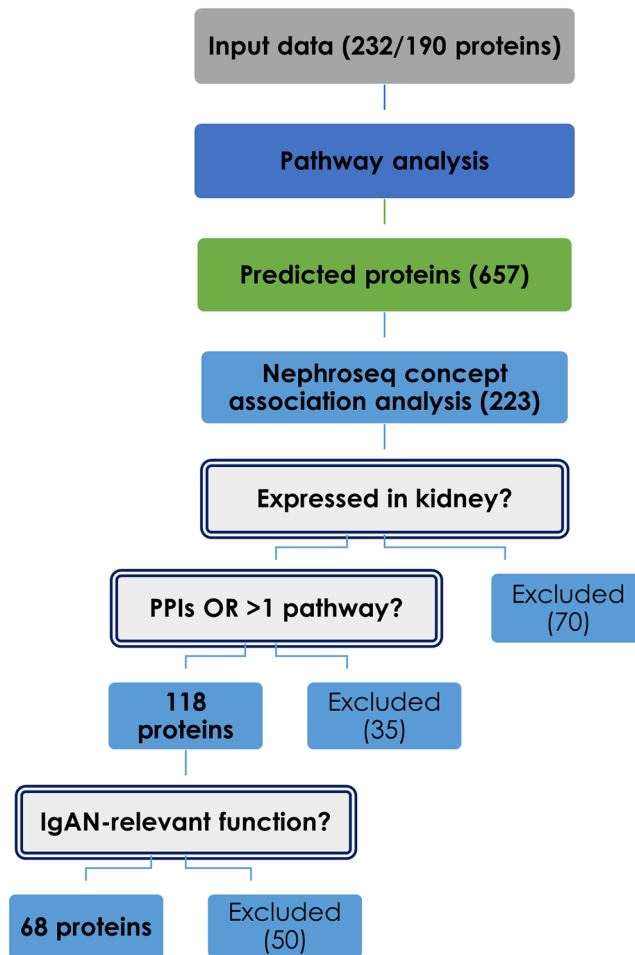 Input data (232/190 proteins)
Pathway analysis
Predicted proteins (657)
Nephroseq concept
association analysis (223)
Expressed in kidney?
PPIs OR >1 pathway?
Excluded
(70)
118
proteins
Excluded
(35)
IgAN-relevant function?
68 proteins
Excluded
(50)